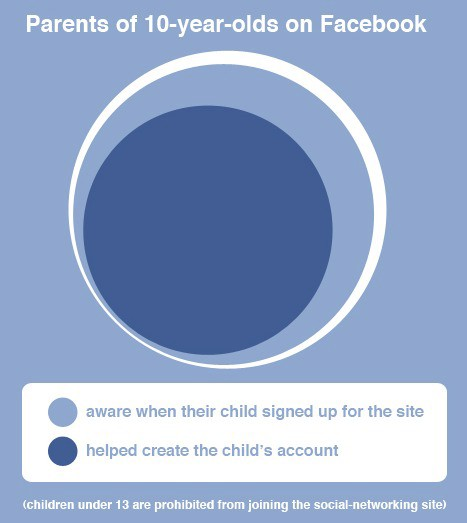 Parents of 10-year-olds on Facebook
aware when their child signed up for the site
helped create the child's account
(children under 13 are prohibited from joining the social-networking site)